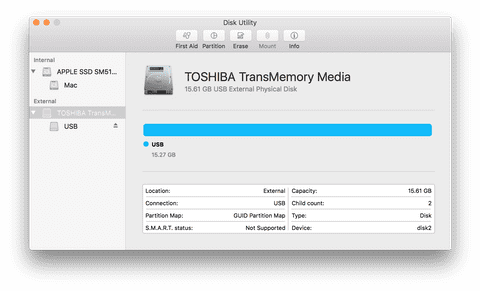 Disk Utility
First Aid Partition Erase Mount Info
Internal
APPLE SSD SM51...
Mac
External
TOSHIBA TransM...
USB
TOSHIBA TransMemory Media
15.61 GB USB External Physical Disk
USB
15.27 GB
Location: External Capacity: 15.61 GB
Connection: USB Child count: 2
Partition Map: GUID Partition Map Type: Disk
S.M.A.R.T. status: Not Supported Device: disk2